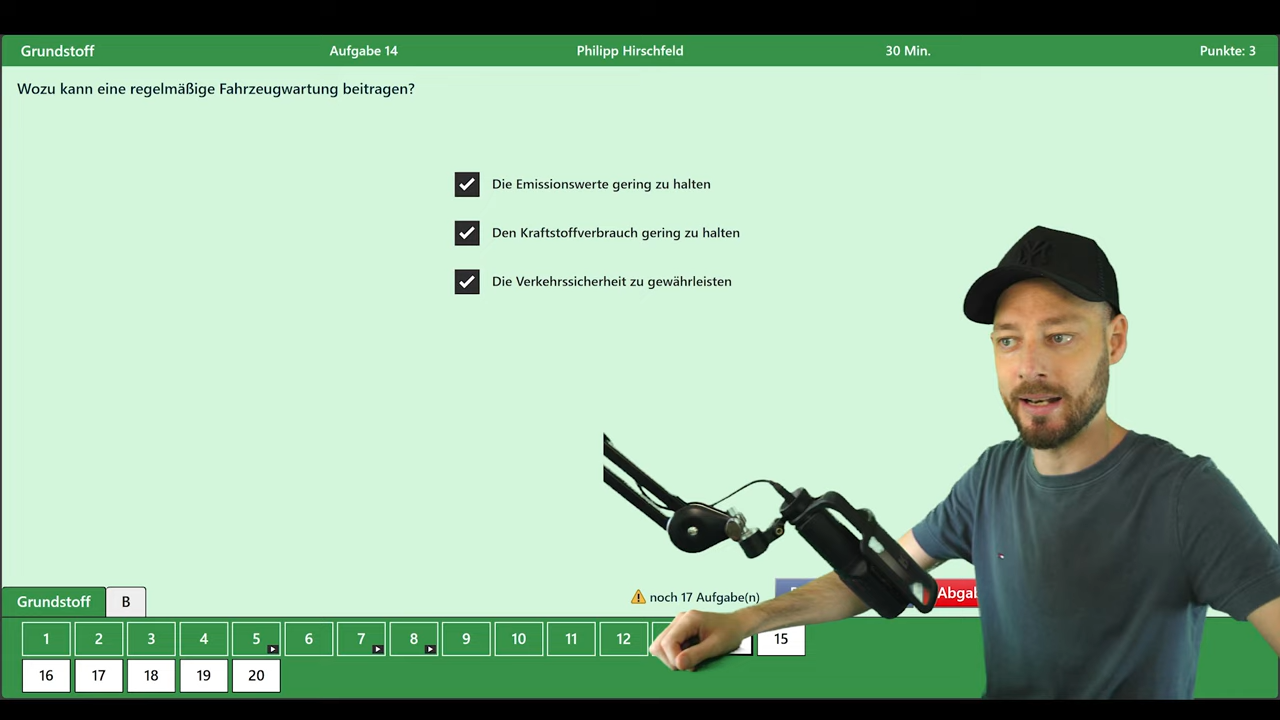 Grundstoff Aufgabe 14 Philipp Hirschfeld 30 Min. Punkte: 3
Wozu kann eine regelmäßige Fahrzeugwartung beitragen?
Die Emissionswerte gering zu halten
Den Kraftstoffverbrauch gering zu halten
Die Verkehrssicherheit zu gewährleisten
Grundstoff B noch 17 Aufgabe(n)
1 2 3 4 5 6 7 8 9 10 11 12 15
16 17 18 19 20